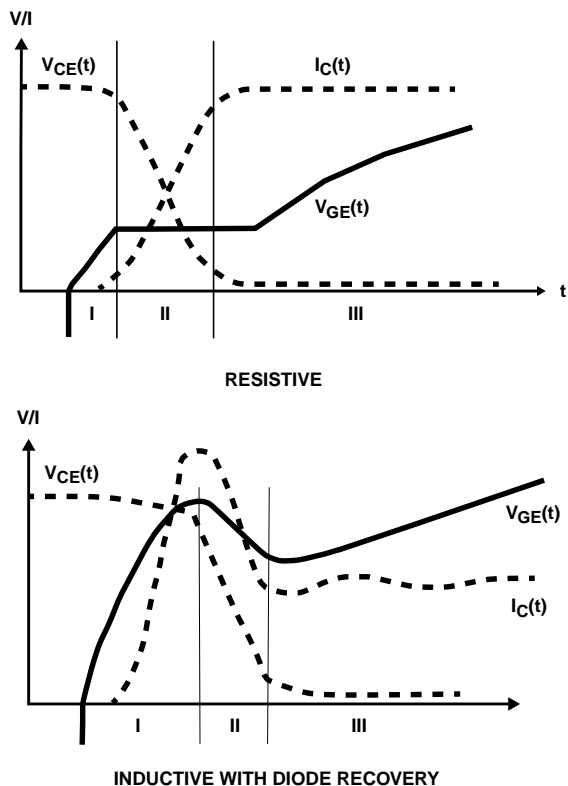 V/I
VCE(t)
IC(t)
VGE(t)
I
II
III
t
RESISTIVE
V/I
VCE(t)
VGE(t)
IC(t)
I
II
III
INDUCTIVE WITH DIODE RECOVERY